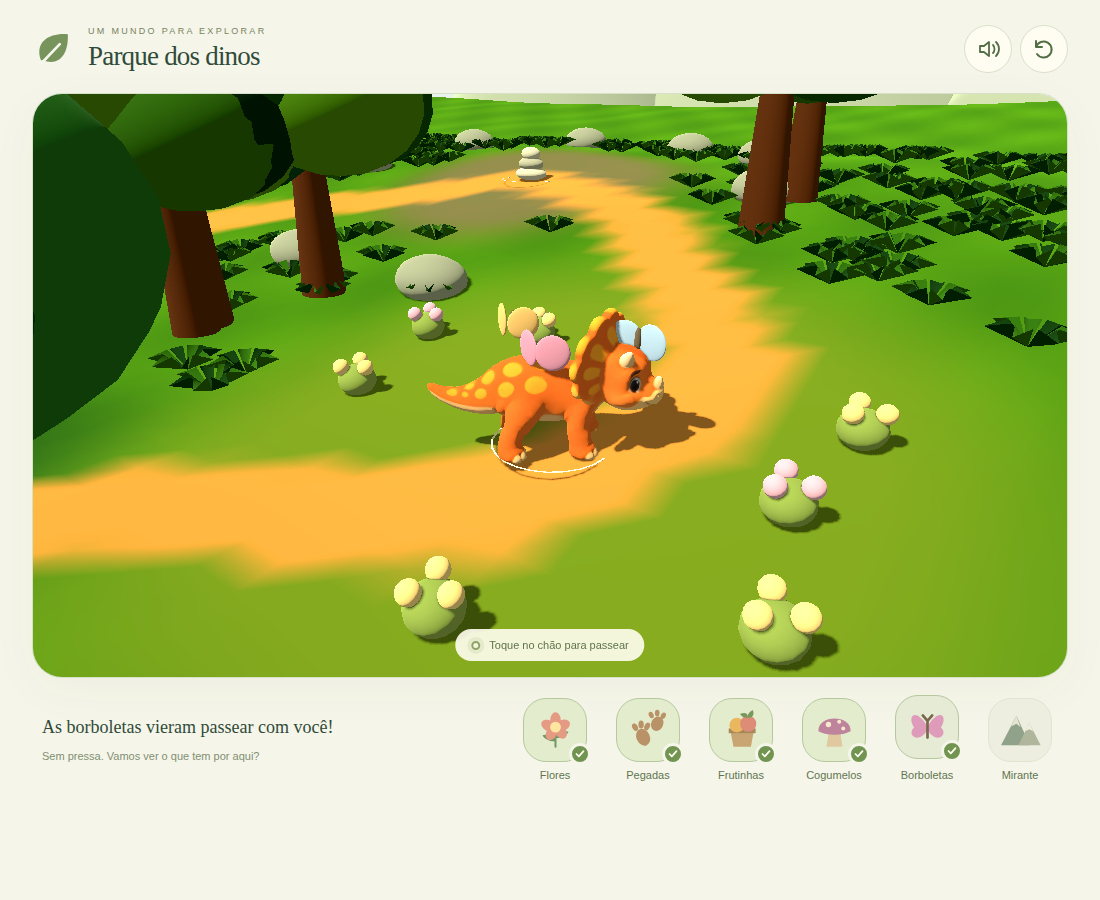 UM MUNDO PARA EXPLORAR
Parque dos dinos
Toque no chão para passear
As borboletas vieram passear com você!
Sem pressa. Vamos ver o que tem por aqui?
Flores
Pegadas
Frutinhas
Cogumelos
Borboletas
Mirante